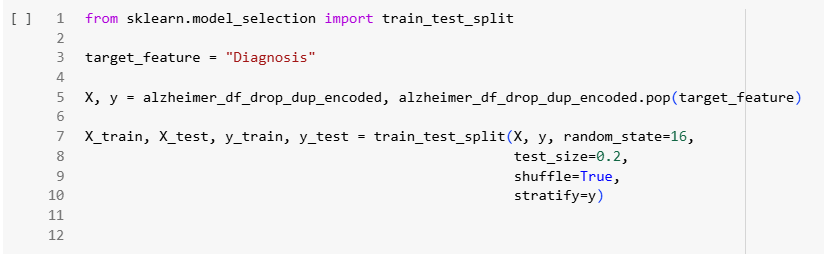 [ ] 1 from sklearn.model_selection import train_test_split
2
3 target_feature = "Diagnosis"
4
5 X, y = alzheimer_df_drop_dup_encoded, alzheimer_df_drop_dup_encoded.pop(target_feature)
6
7 X_train, X_test, y_train, y_test = train_test_split(X, y, random_state=16,
8 test_size=0.2,
9 shuffle=True,
10 stratify=y)
11
12